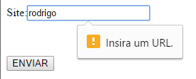 Site: rodrigo
Insira um URL.
ENVIAR